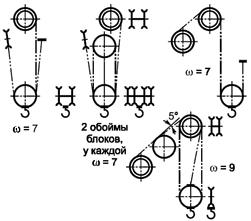 ω = 7
2 обоймы
блоков,
у каждой
ω = 7
ω = 7
5°
ω = 9